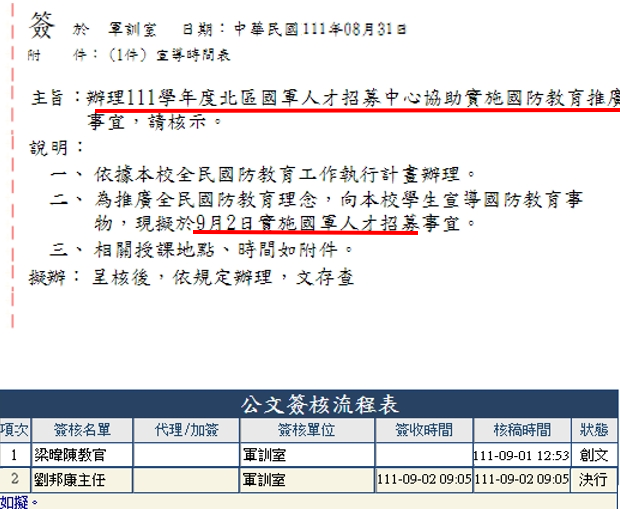 簽 於 軍訓室 日期：中華民國111年08月31日
附 件：(1件) 宣導時間表
主旨：辦理111學年度北區國軍人才招募中心協助實施國防教育推廣
事宜，請核示。
說明：
一、依據本校全民國防教育工作執行計畫辦理。
二、為推廣全民國防教育理念，向本校學生宣導國防教育事
物，現擬於9月2日實施國軍人才招募事宜。
三、相關授課地點、時間如附件。
擬辦：呈核後，依規定辦理，文存查
公文簽核流程表
項次 簽核名單 代理/加簽 簽核單位 簽收時間 核稿時間 狀態
1 梁暐陳教官 軍訓室 111-09-01 12:53 創文
2 劉邦康主任 軍訓室 111-09-02 09:05 111-09-02 09:05 決行
如擬。